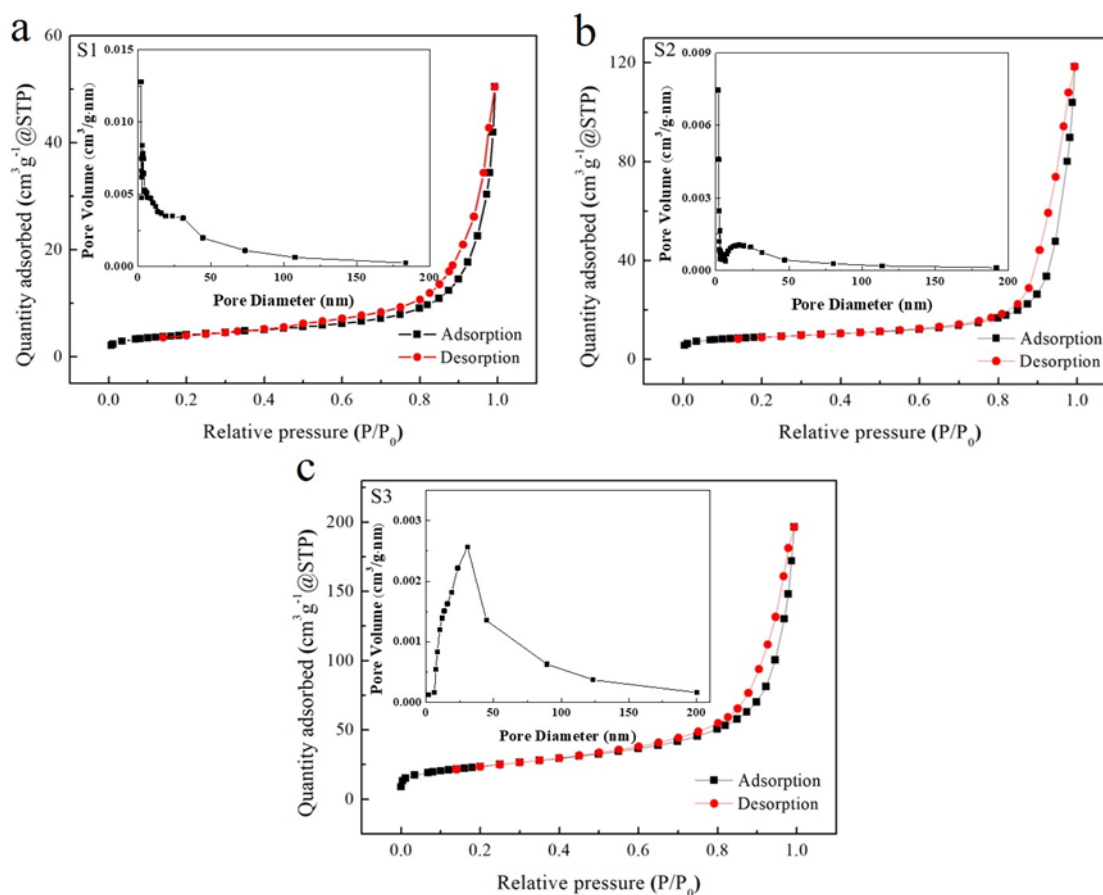 a
S1
Quantity adsorbed (cm³g⁻¹@STP)
60
40
20
0
0.0 0.2 0.4 0.6 0.8 1.0
Relative pressure (P/P₀)
Pore Volume (cm³/g·nm)
0.015
0.010
0.005
0.000
0 50 100 150 200
Pore Diameter (nm)
Adsorption
Desorption
b
S2
Quantity adsorbed (cm³g⁻¹@STP)
120
80
40
0
0.0 0.2 0.4 0.6 0.8 1.0
Relative pressure (P/P₀)
Pore Volume (cm³/g·nm)
0.009
0.006
0.003
0.000
0 50 100 150 200
Pore Diameter (nm)
Adsorption
Desorption
c
S3
Quantity adsorbed (cm³g⁻¹@STP)
200
150
100
50
0
0.0 0.2 0.4 0.6 0.8 1.0
Relative pressure (P/P₀)
Pore Volume (cm³/g·nm)
0.003
0.002
0.001
0.000
0 50 100 150 200
Pore Diameter (nm)
Adsorption
Desorption